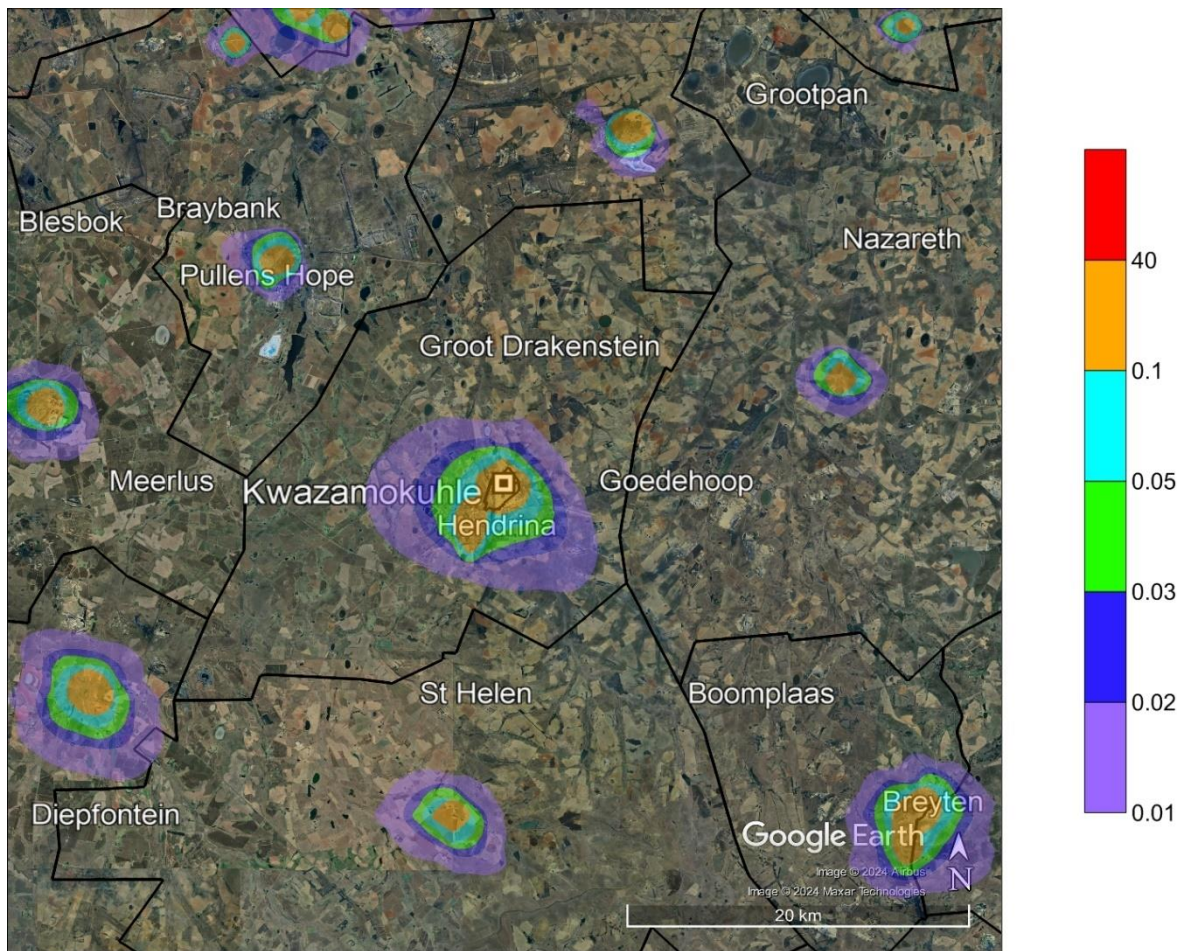 Grootpan
Blesbok
Braybank
Nazareth
Pullens Hope
Groot Drakenstein
Meerlus
Kwazamokuhle
Goedehoop
Hendrina
St Helen
Boomplaas
Diepfontein
Breyten
Google Earth
Image © 2024 Airbus
Image © 2024 Maxar Technologies
N
20 km
40
0.1
0.05
0.03
0.02
0.01